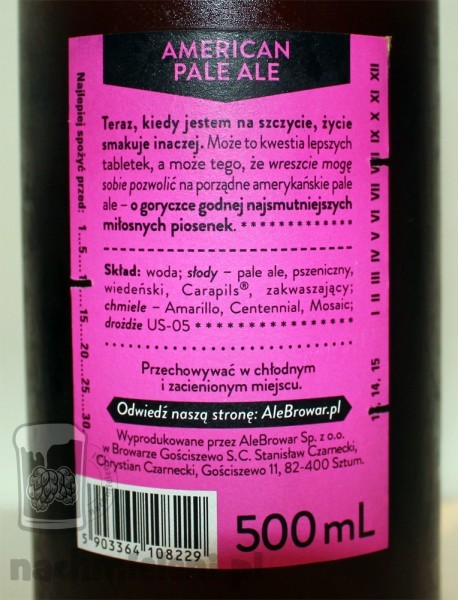 AMERICAN
PALE ALE
Teraz, kiedy jestem na szczycie, życie
smakuje inaczej. Może to kwestia lepszych
tabletek, a może tego, że wreszcie mogę
sobie pozwolić na porządne amerykańskie pale
ale – o goryczce godnej najsmutniejszych
miłosnych piosenek. * * * * * * * * * * * *
Skład: woda; słody – pale ale, pszeniczny,
wiedeński, Carapils®, zakwaszający;
chmiele – Amarillo, Centennial, Mosaic;
drożdże US-05 * * * * * * * * * * * * * * * *
Przechowywać w chłodnym
i zacienionym miejscu.
Odwiedź naszą stronę: AleBrowar.pl
Wyprodukowane przez AleBrowar Sp. z o.o.
w Browarze Gościszewo S.C. Stanisław Czarnecki,
Chrystian Czarnecki, Gościszewo 11, 82-400 Sztum.
5 903364 108229
500 mL
Najlepiej spożyć przed: 1...5...10...15...20...25...30.
I II III IV V VI VII VIII IX X XI XII
14, 15